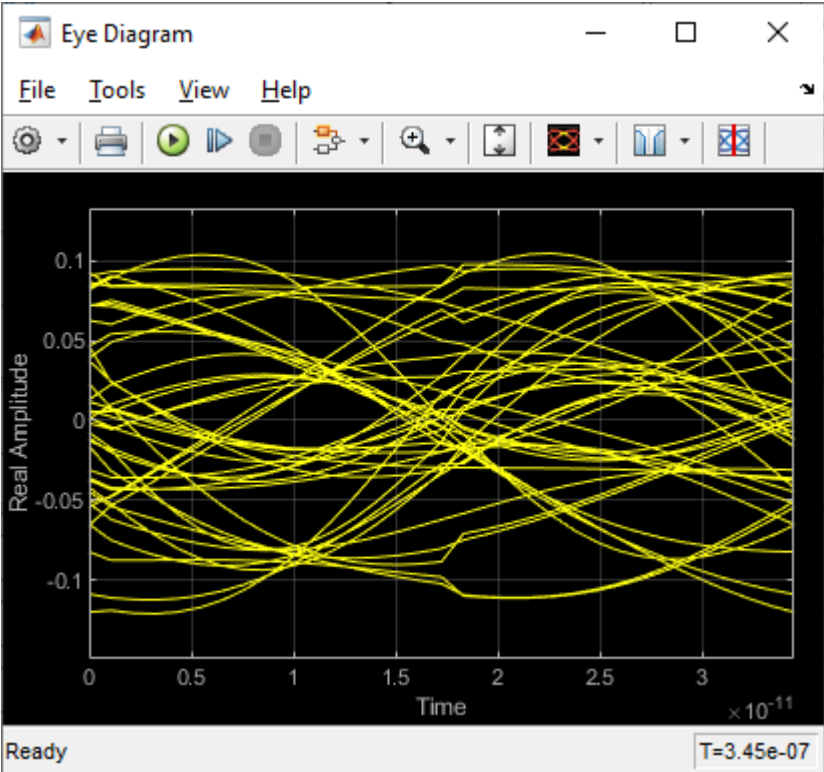 Eye Diagram
File Tools View Help
0.1
0.05
0
-0.05
-0.1
Real Amplitude
0 0.5 1 1.5 2 2.5 3
Time
×10-11
Ready T=3.45e-07